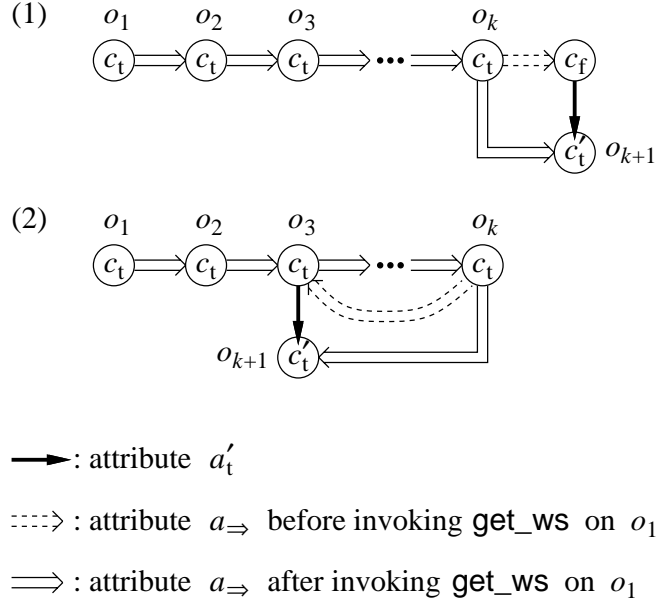 (1)
o₁ o₂ o₃ oₖ
cₜ cₜ cₜ ••• cₜ c_f
c′ₜ oₖ₊₁
(2)
o₁ o₂ o₃ oₖ
cₜ cₜ cₜ ••• cₜ
oₖ₊₁ c′ₜ
: attribute a′ₜ
: attribute a⇒ before invoking get_ws on o₁
: attribute a⇒ after invoking get_ws on o₁